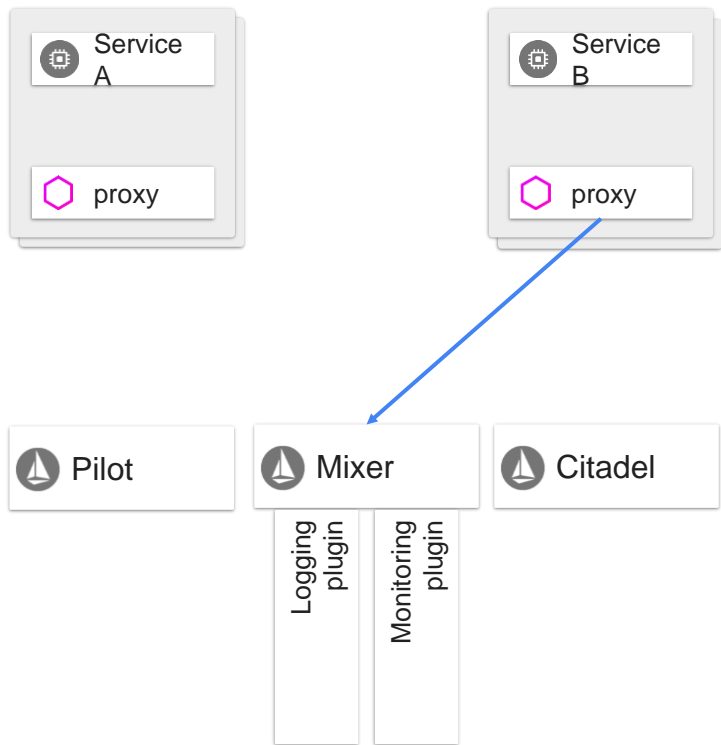 Service
A
Service
B
proxy
proxy
Pilot
Mixer
Citadel
Logging
plugin
Monitoring
plugin